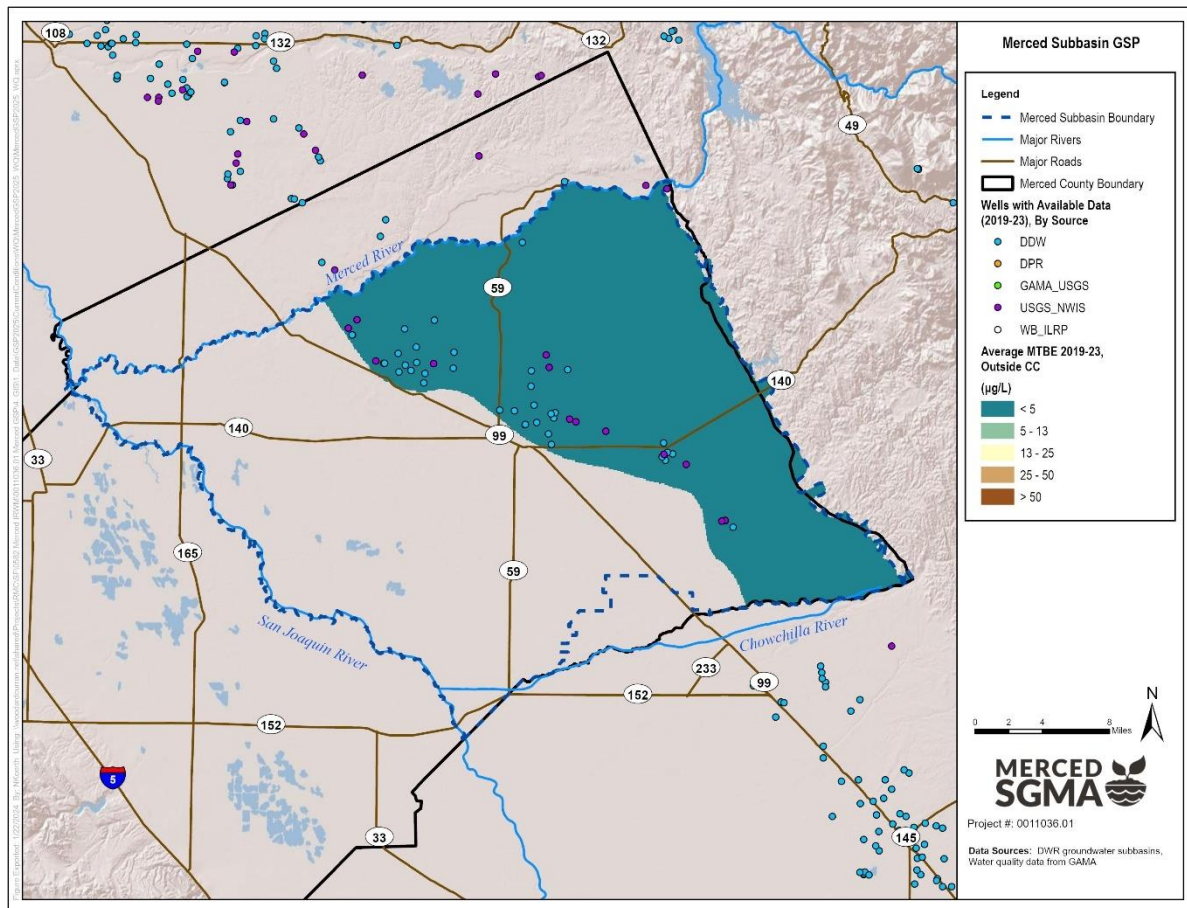 108
132
132
49
Merced River
59
140
140
99
33
165
59
San Joaquin River
Chowchilla River
233
152
99
152
5
33
145
Merced Subbasin GSP
Legend
Merced Subbasin Boundary
Major Rivers
Major Roads
Merced County Boundary
Wells with Available Data
(2019-23), By Source
DDW
DPR
GAMA_USGS
USGS_NWIS
WB_ILRP
Average MTBE 2019-23,
Outside CC
(µg/L)
< 5
5 - 13
13 - 25
25 - 50
> 50
N
0 2 4 8
Miles
MERCED
SGMA
Project #: 0011036.01
Data Sources: DWR groundwater subbasins,
Water quality data from GAMA